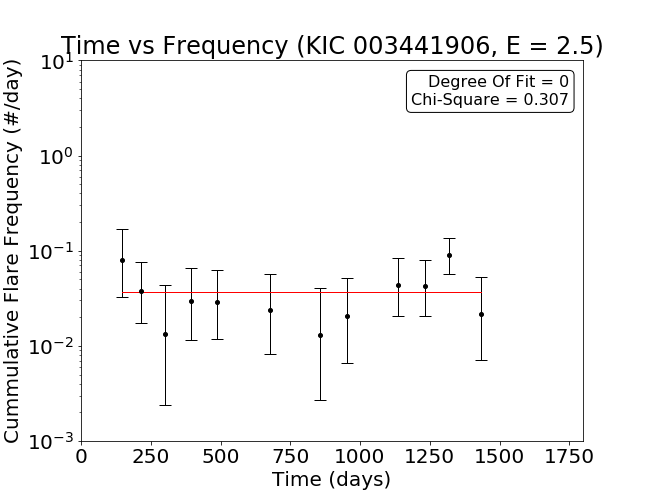 Time vs Frequency (KIC 003441906, E = 2.5)
Degree Of Fit = 0
Chi-Square = 0.307
Cummulative Flare Frequency (#/day)
10¹
10⁰
10⁻¹
10⁻²
10⁻³
0 250 500 750 1000 1250 1500 1750
Time (days)